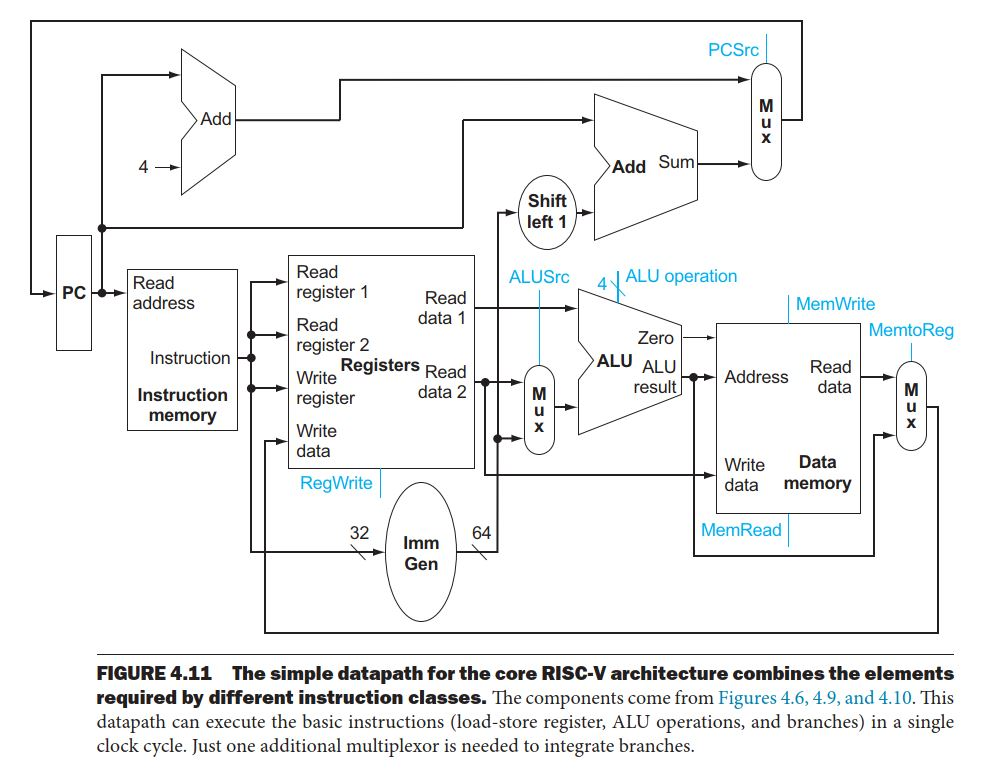 PCSrc
M
u
x
Add
4
Add Sum
Shift
left 1
PC
Read
address
Instruction
Instruction
memory
Read
register 1
Read
register 2
Write
register
Write
data
Registers
Read
data 1
Read
data 2
RegWrite
ALUSrc
M
u
x
4
ALU operation
Zero
ALU
ALU
result
MemWrite
Address
Read
data
Write
data
Data
memory
MemRead
MemtoReg
M
u
x
32
Imm
Gen
64
FIGURE 4.11 The simple datapath for the core RISC-V architecture combines the elements
required by different instruction classes. The components come from Figures 4.6, 4.9, and 4.10. This
datapath can execute the basic instructions (load-store register, ALU operations, and branches) in a single
clock cycle. Just one additional multiplexor is needed to integrate branches.